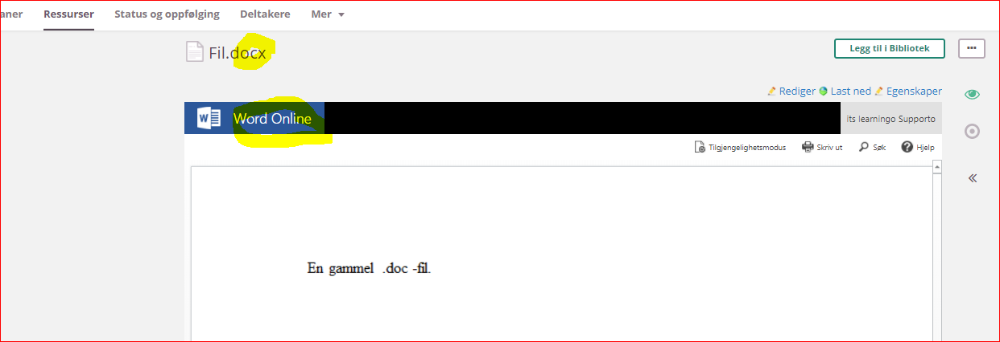 aner Ressurser Status og oppfølging Deltakere Mer
Fil.docx
Legg til i Bibliotek
Rediger Last ned Egenskaper
Word Online
its learningo Supporto
Tilgjengelighetsmodus Skriv ut Søk Hjelp
En gammel .doc -fil.